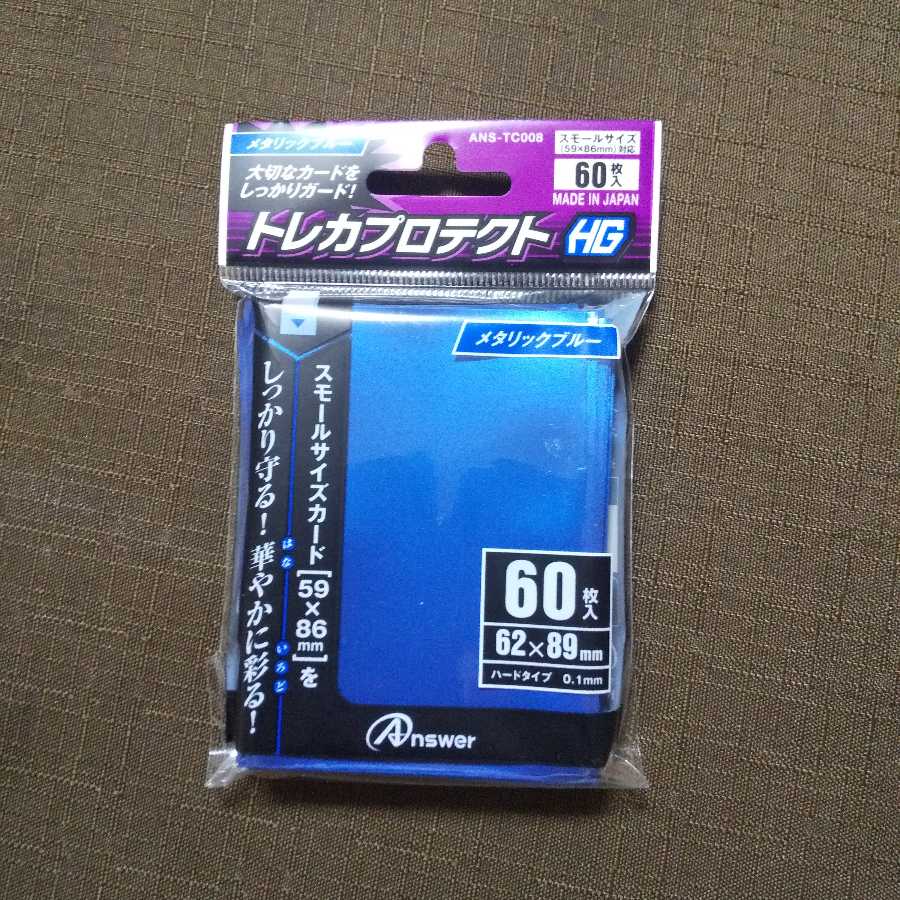 メタリックブルー
ANS-TC008
スモールサイズ
(59×86mm)対応
大切なカードを
しっかりガード!
60枚入
MADE IN JAPAN
トレカプロテクト HG
メタリックブルー
スモールサイズカード[59×86mm]を
しっかり守る!華やかに彩る!
はな
いろど
60枚入
62×89mm
ハードタイプ 0.1mm
Answer